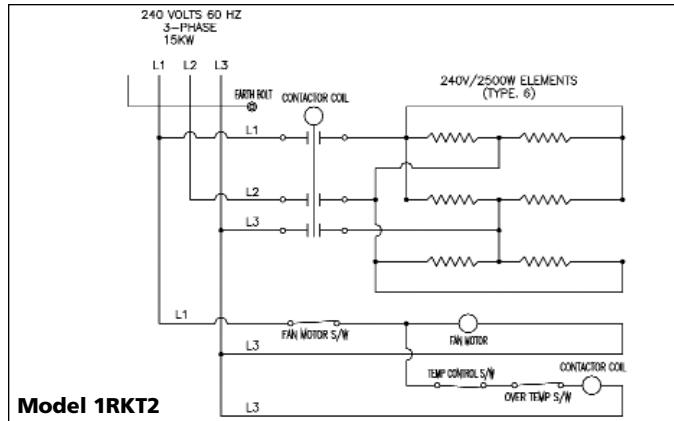 240 VOLTS 60 HZ
3-PHASE
15KW
L1 L2 L3
240V/2500W ELEMENTS
(TYPE. 6)
EARTH BOLT
CONTACTOR COIL
L1
L2
L3
L1
FAN MOTOR S/W
FAN MOTOR
L3
TEMP CONTROL S/W
OVER TEMP S/W
CONTACTOR COIL
L3
Model 1RKT2